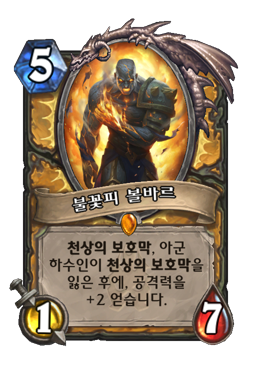 5
불꽃피 볼바르
천상의 보호막, 아군
하수인이 천상의 보호막을
잃은 후에, 공격력을
+2 얻습니다.
1
7